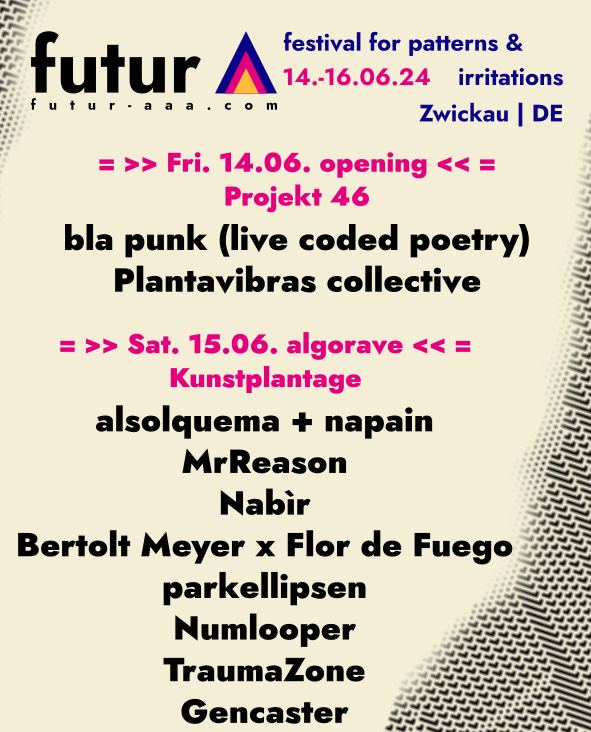 futur
futur-aaa.com
festival for patterns &
14.-16.06.24 irritations
Zwickau | DE
= >> Fri. 14.06. opening << =
Projekt 46
bla punk (live coded poetry)
Plantavibras collective
= >> Sat. 15.06. algorave << =
Kunstplantage
alsolquema + napain
MrReason
Nabìr
Bertolt Meyer x Flor de Fuego
parkellipsen
Numlooper
TraumaZone
Gencaster